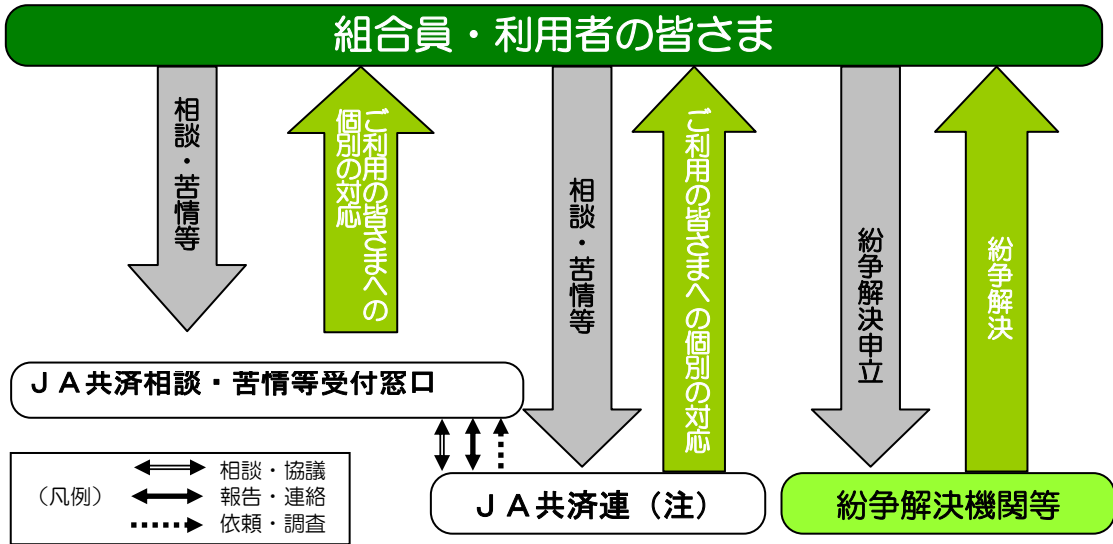 組合員・利用者の皆さま
相談・苦情等
ご利用の皆さまへの
個別の対応
相談・苦情等
ご利用の皆さまへの個別の対応
紛争解決申立
紛争解決
ＪＡ共済相談・苦情等受付窓口
（凡例）
相談・協議
報告・連絡
依頼・調査
ＪＡ共済連（注）
紛争解決機関等